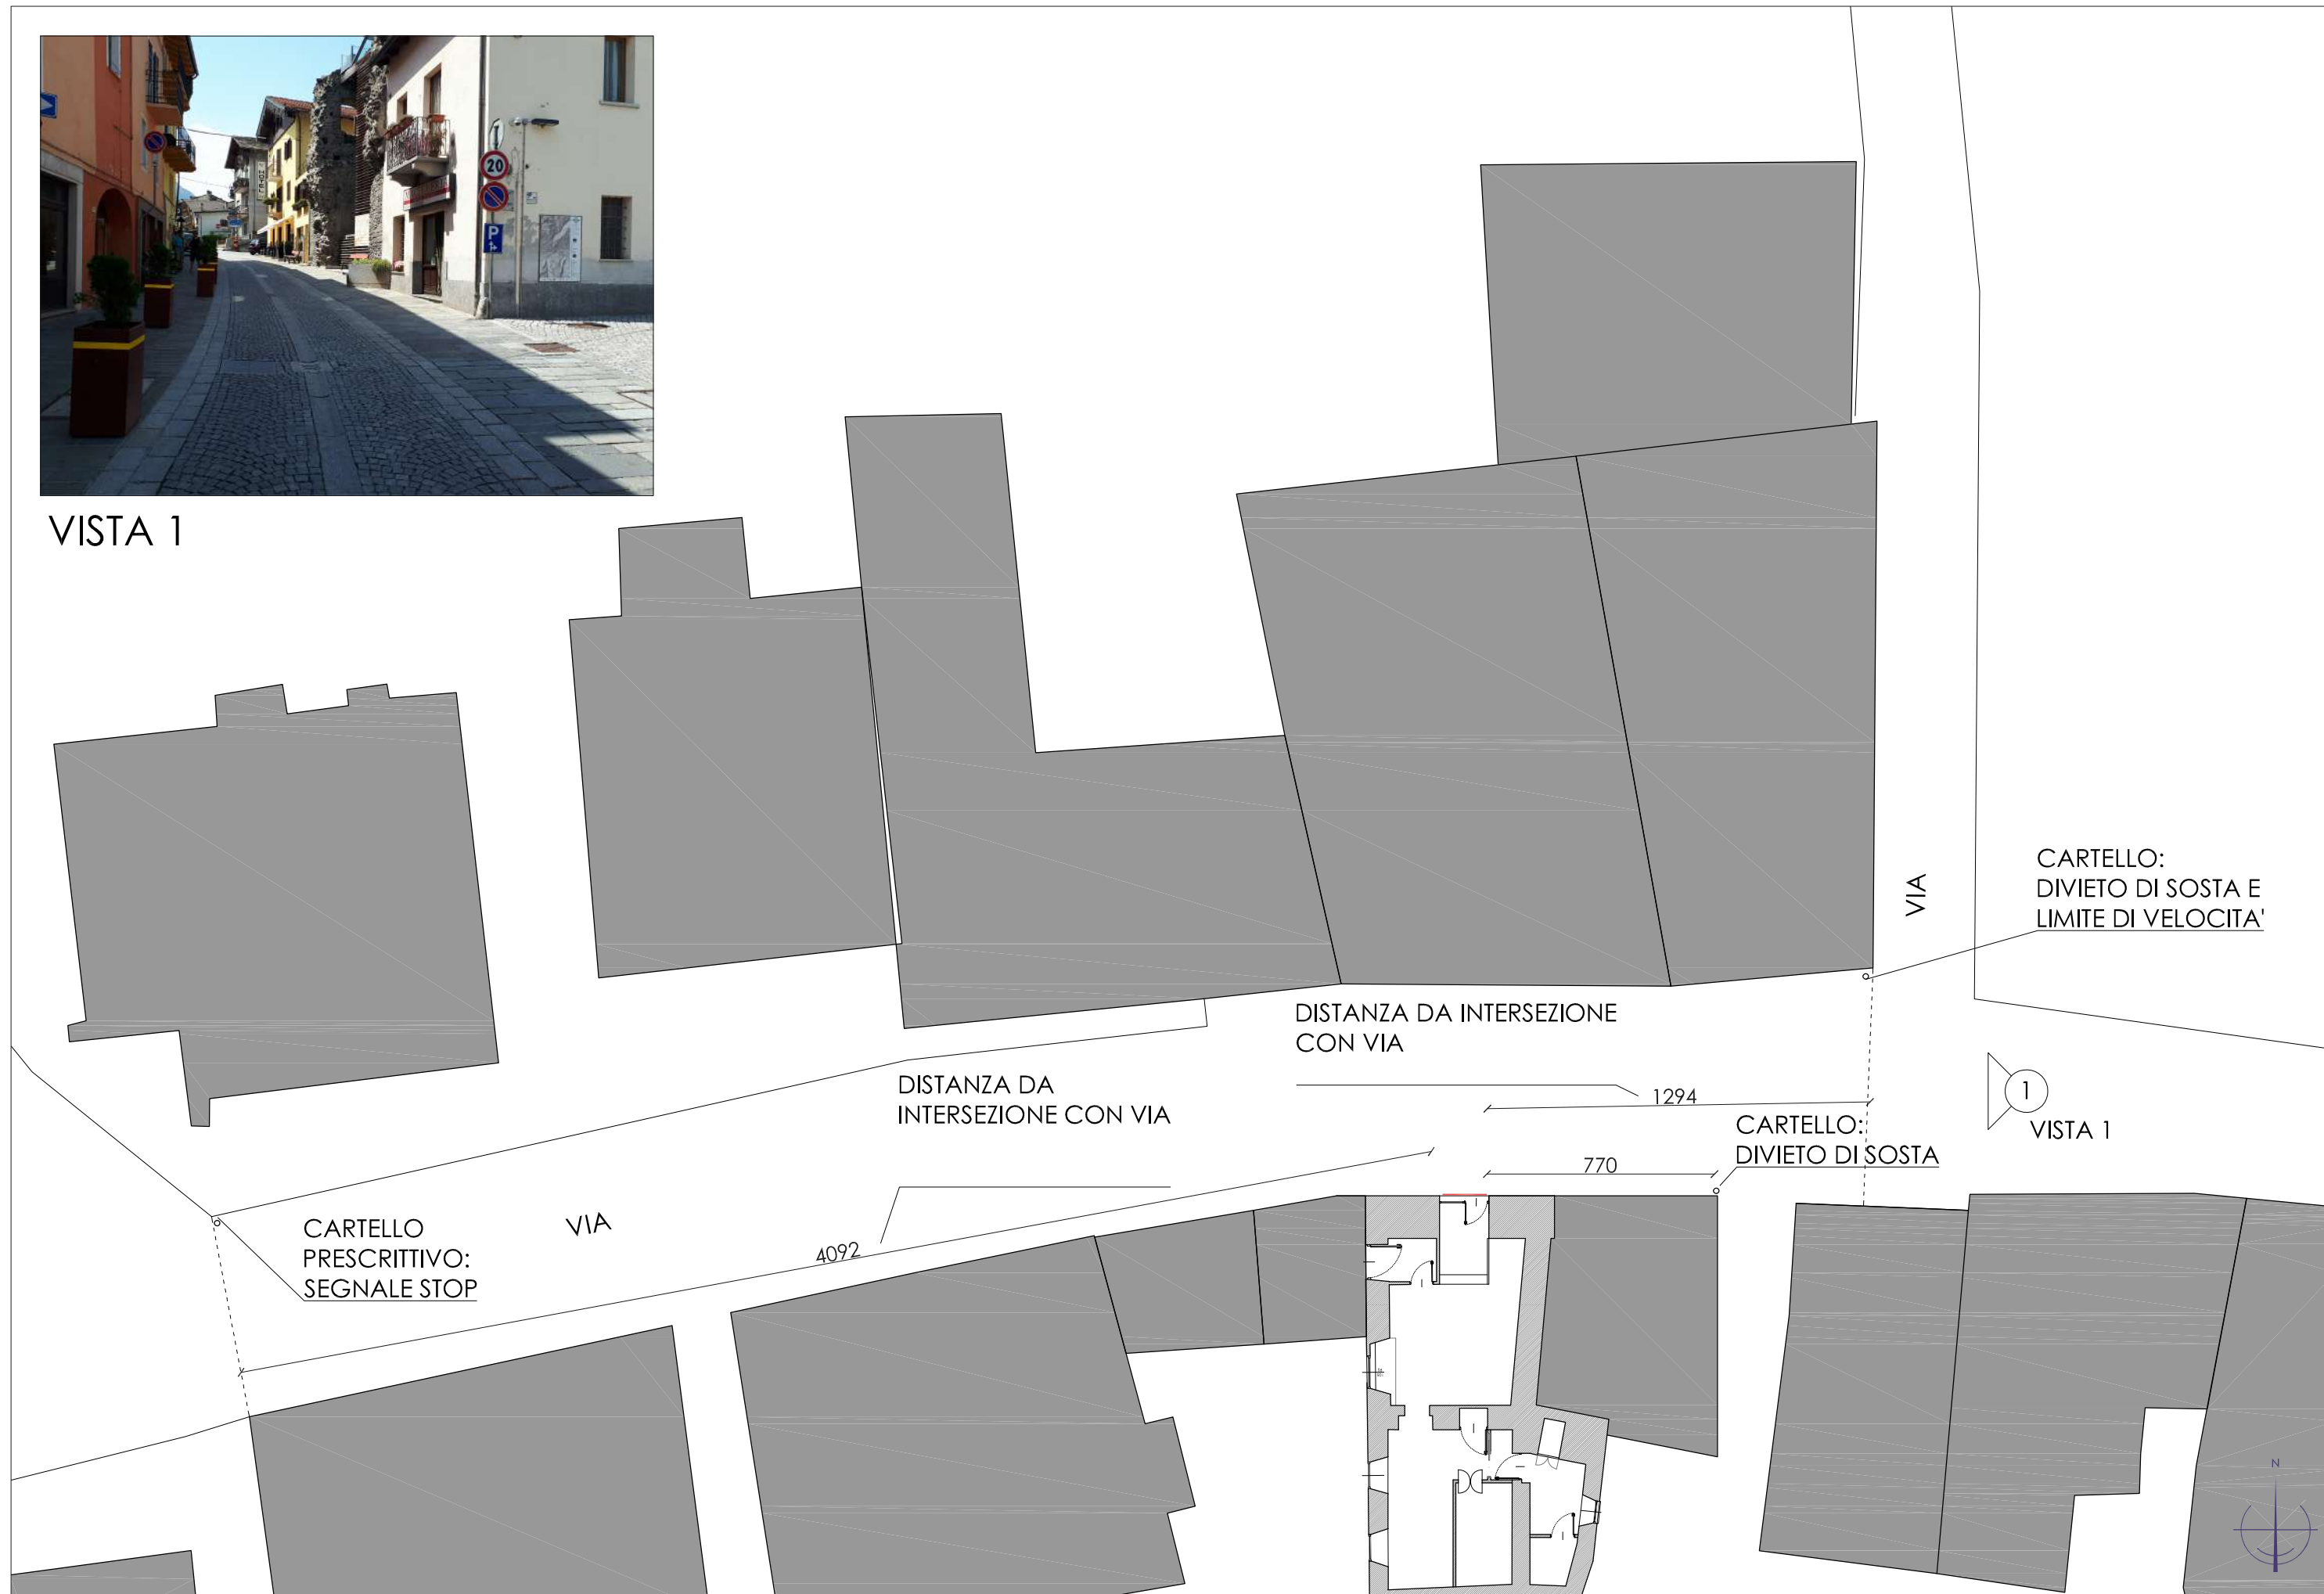 HOTEL
20
P
VISTA 1
CARTELLO:
DIVIETO DI SOSTA E
LIMITE DI VELOCITA'
VIA
DISTANZA DA INTERSEZIONE
CON VIA
DISTANZA DA
INTERSEZIONE CON VIA
1294
1
VISTA 1
CARTELLO:
DIVIETO DI SOSTA
770
CARTELLO
PRESCRITTIVO:
SEGNALE STOP
VIA
4092
N